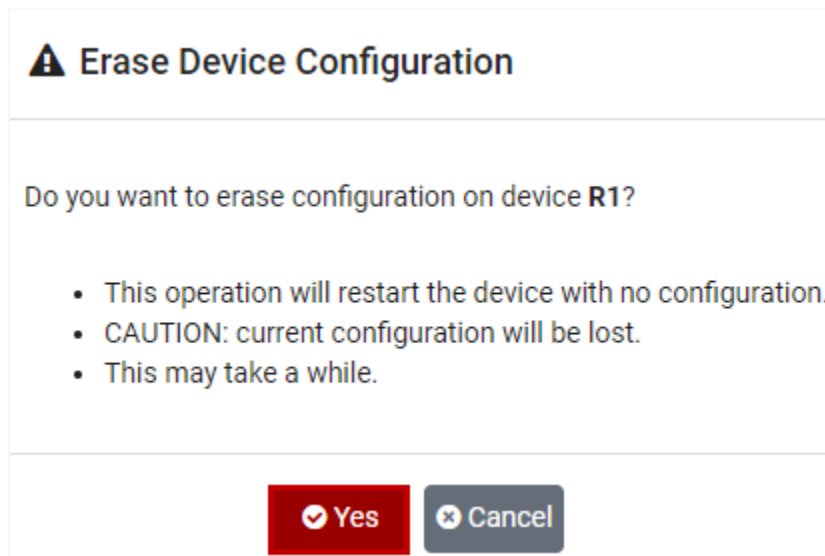 Erase Device Configuration
Do you want to erase configuration on device R1?
• This operation will restart the device with no configuration.
• CAUTION: current configuration will be lost.
• This may take a while.
Yes Cancel